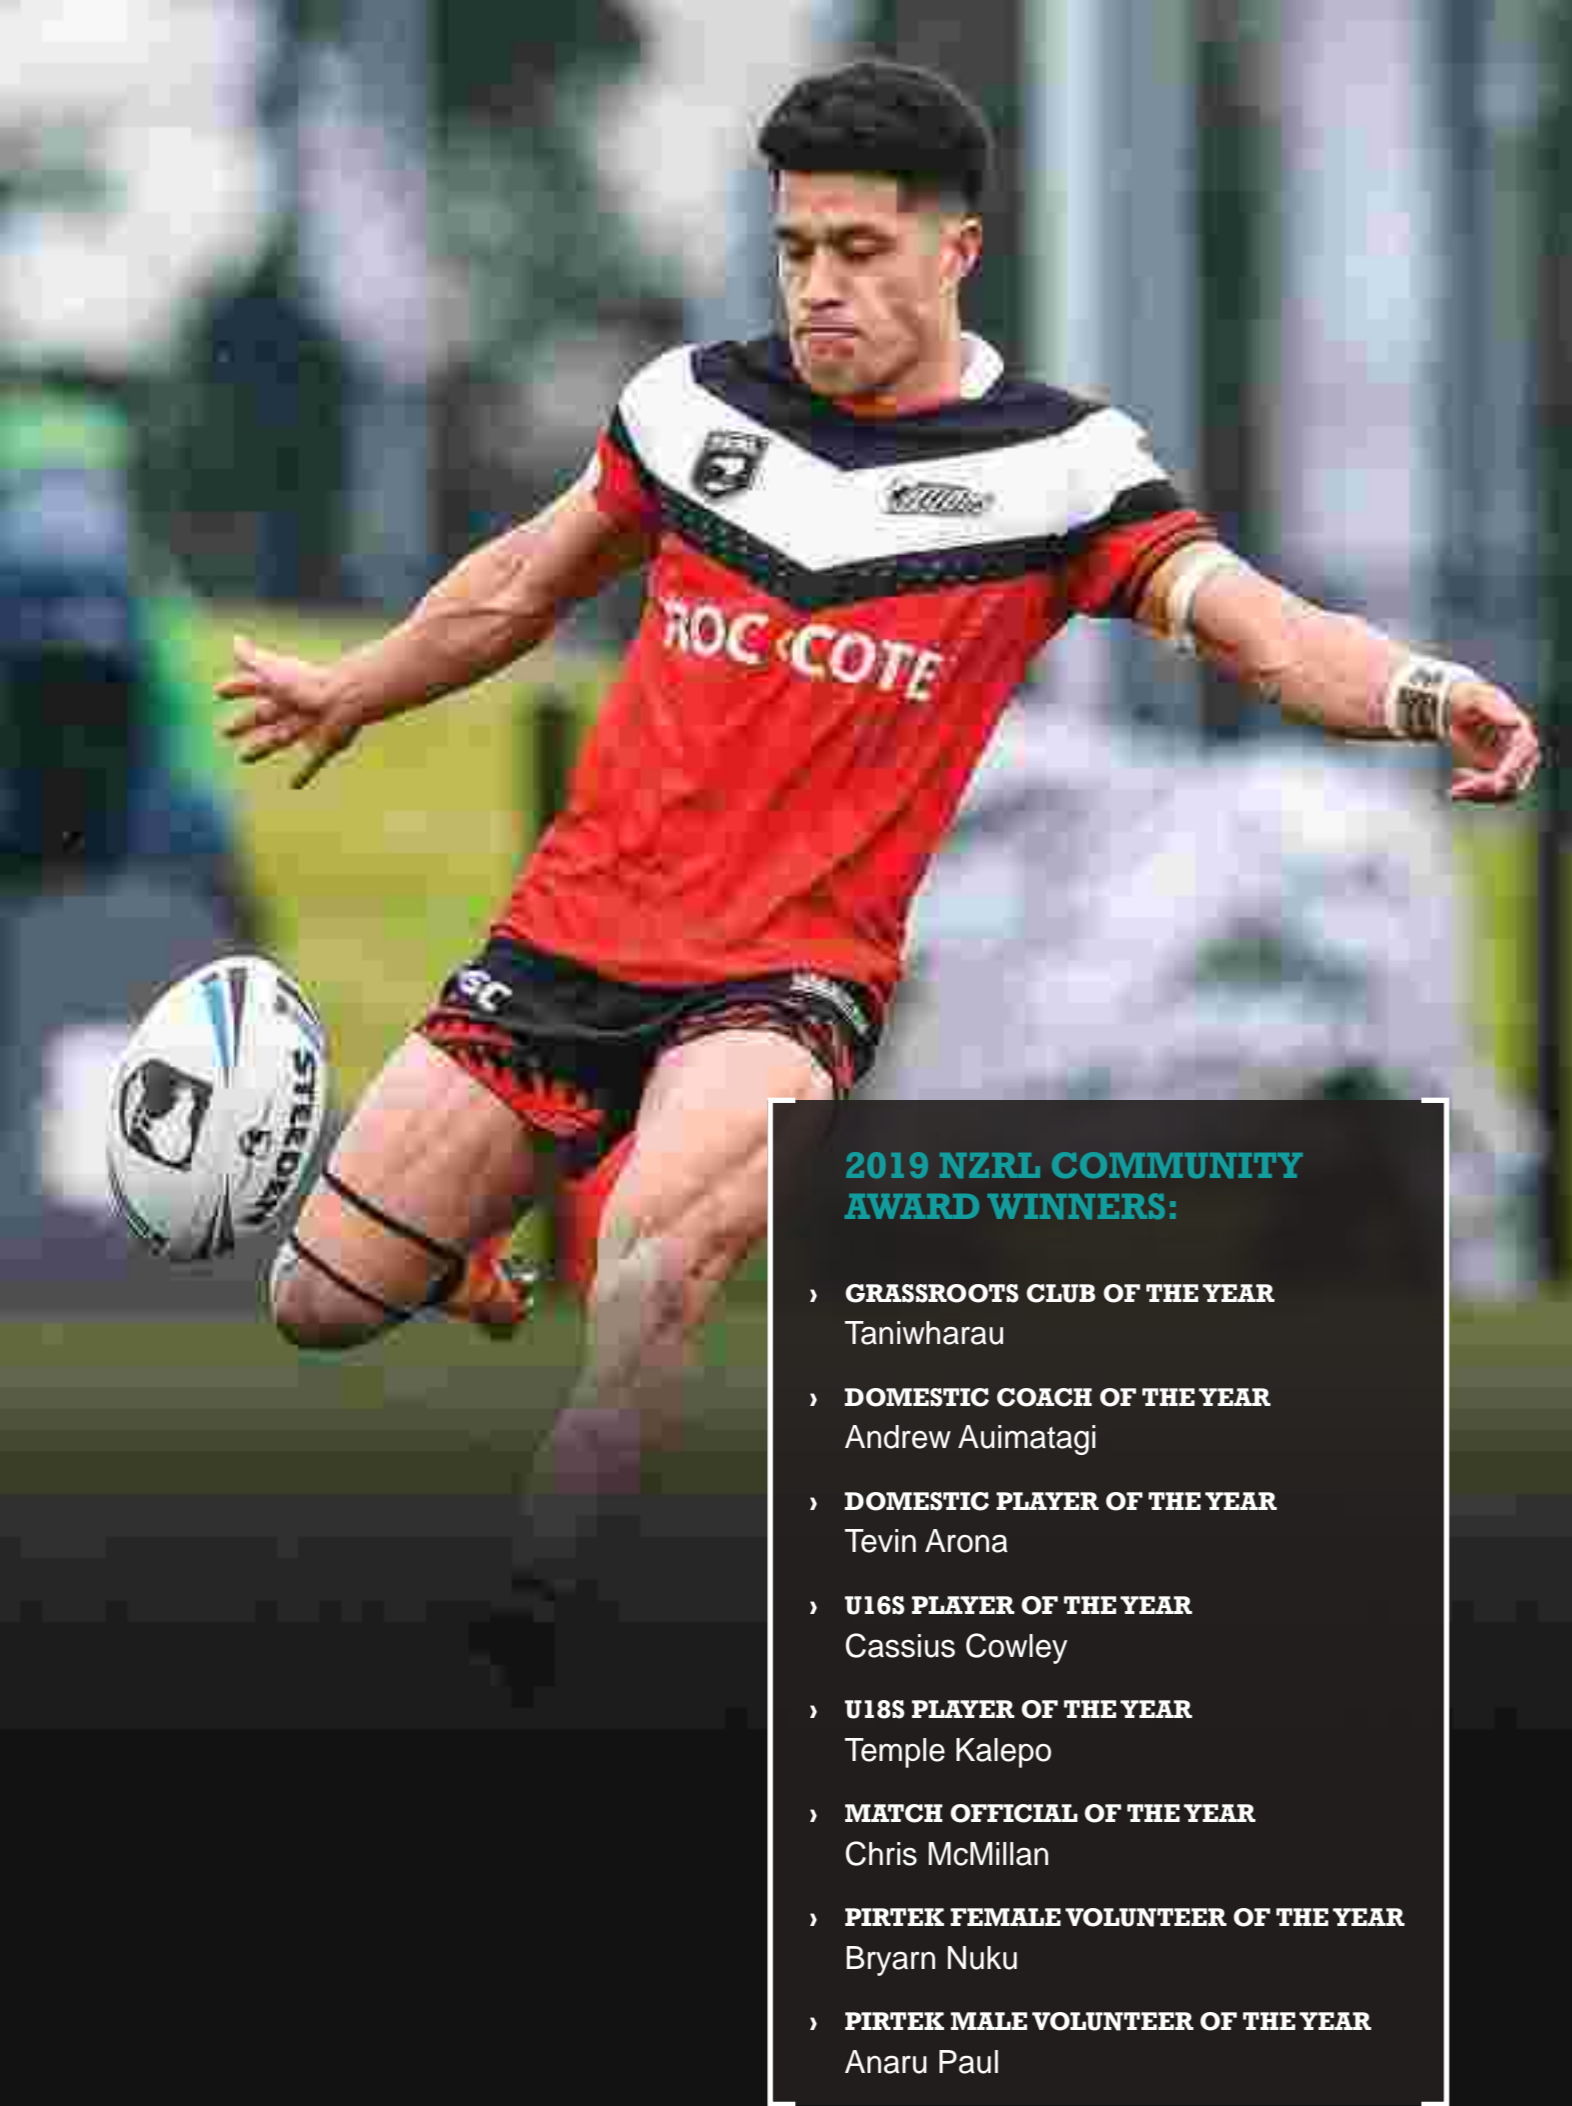 ROC COTE
SC
STEEDEN
5
2019 NZRL COMMUNITY
AWARD WINNERS:
› GRASSROOTS CLUB OF THE YEAR
Taniwharau
› DOMESTIC COACH OF THE YEAR
Andrew Auimatagi
› DOMESTIC PLAYER OF THE YEAR
Tevin Arona
› U16S PLAYER OF THE YEAR
Cassius Cowley
› U18S PLAYER OF THE YEAR
Temple Kalepo
› MATCH OFFICIAL OF THE YEAR
Chris McMillan
› PIRTEK FEMALE VOLUNTEER OF THE YEAR
Bryarn Nuku
› PIRTEK MALE VOLUNTEER OF THE YEAR
Anaru Paul